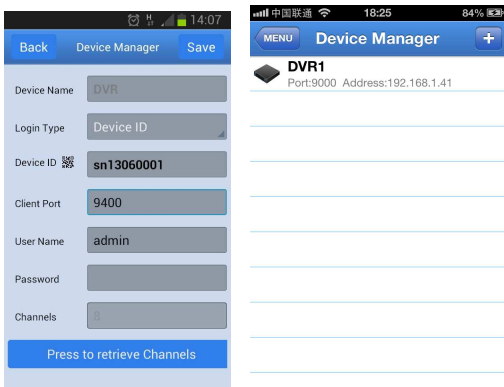 14:07
Back Device Manager Save
Device Name DVR
Login Type Device ID
Device ID sn13060001
Client Port 9400
User Name admin
Password
Channels 8
Press to retrieve Channels
中国联通 18:25 84%
MENU Device Manager +
DVR1
Port:9000 Address:192.168.1.41